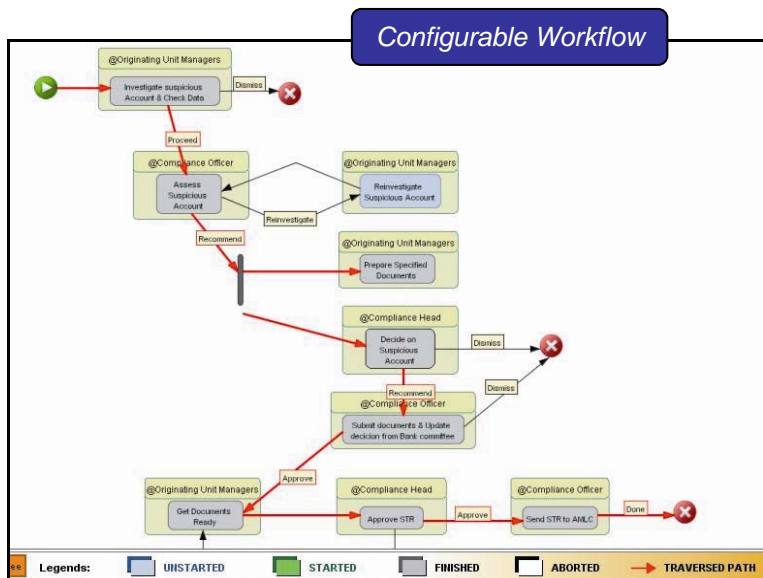 Configurable Workflow
@Originating Unit Managers
Investigate suspicious
Account & Check Data
Dismiss
Proceed
@Compliance Officer
Assess
Suspicious
Account
@Originating Unit Managers
Reinvestigate
Suspicious Account
Reinvestigate
Recommend
@Originating Unit Managers
Prepare Specified
Documents
@Compliance Head
Decide on
Suspicious
Account
Dismiss
Recommend
Dismiss
@Compliance Officer
Submit documents & Update
decicion from Bank committee
Approve
@Originating Unit Managers
Get Documents
Ready
@Compliance Head
Approve STR
Approve
@Compliance Officer
Send STR to AMLC
Done
ee
Legends:
UNSTARTED
STARTED
FINISHED
ABORTED
TRAVERSED PATH